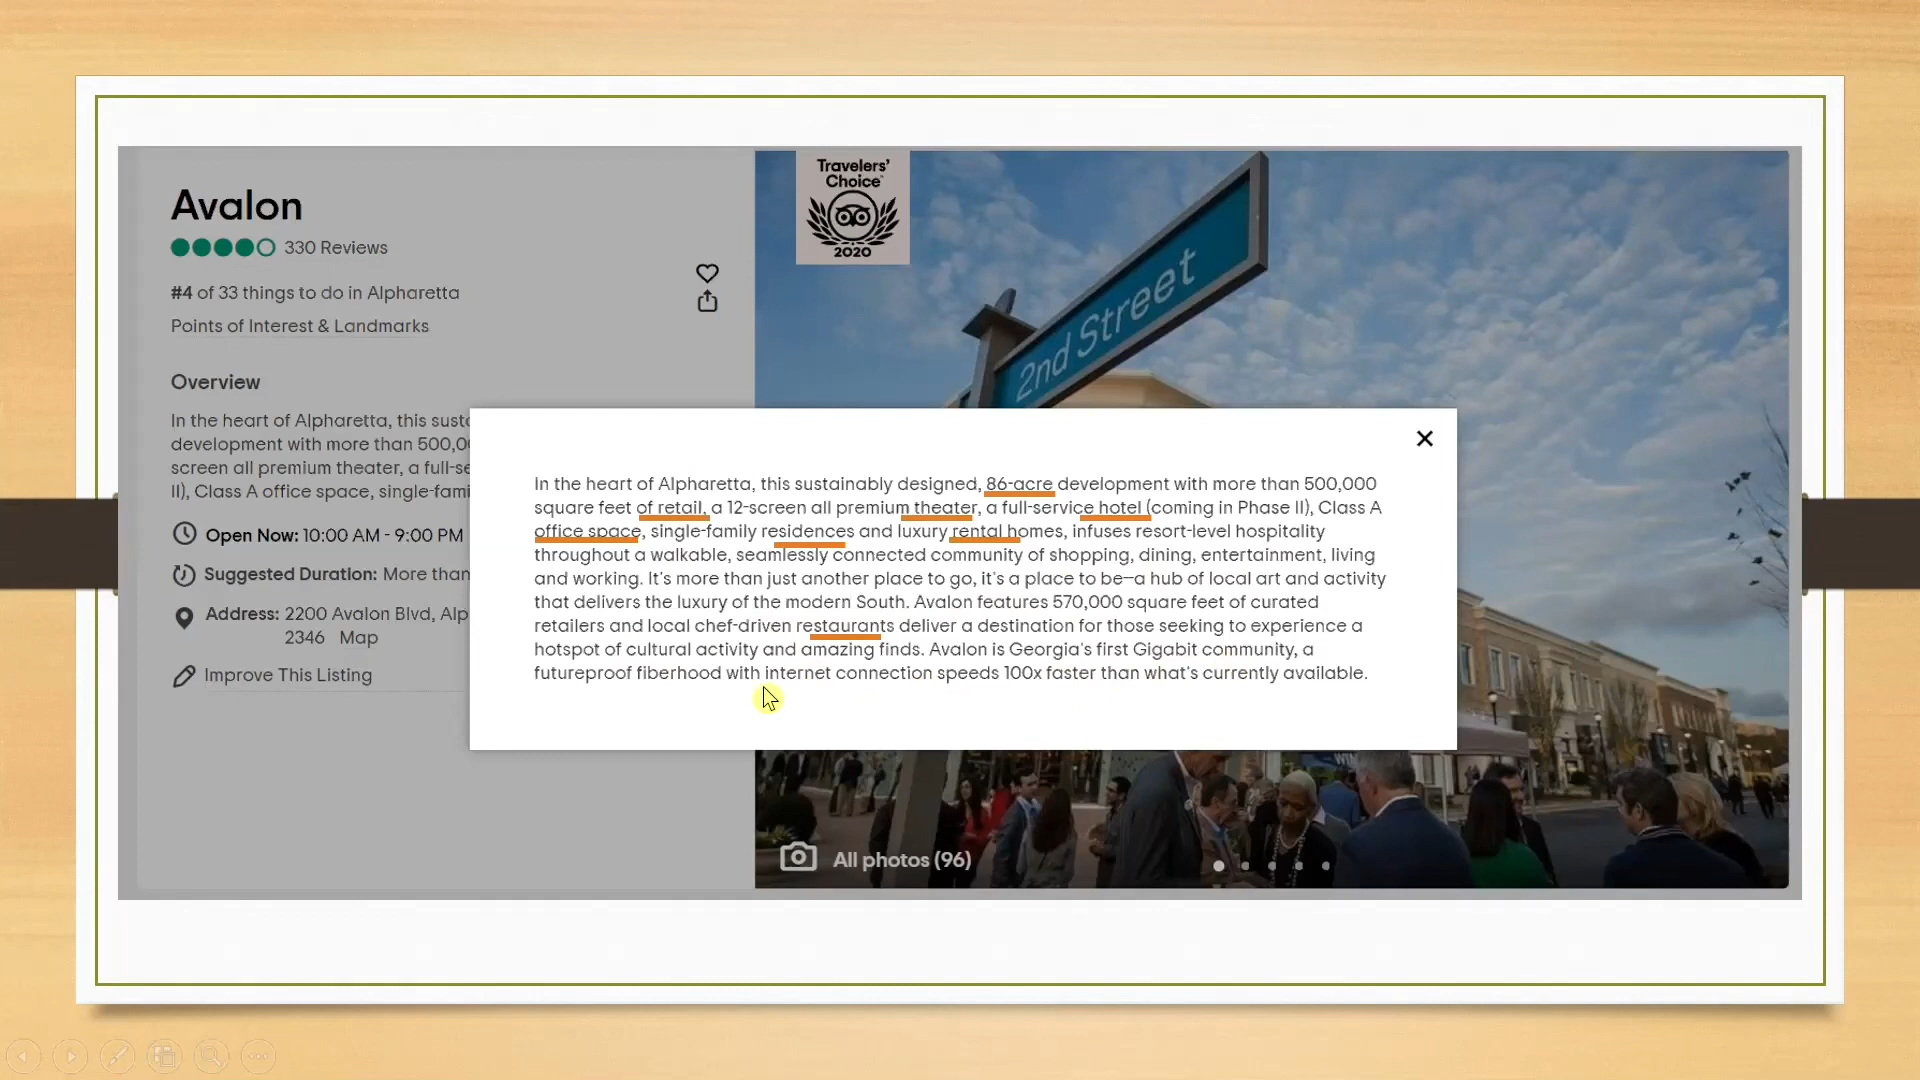 Avalon
330 Reviews
#4 of 33 things to do in Alpharetta
Points of Interest & Landmarks
Overview
In the heart of Alpharetta, this susta
development with more than 500,0
screen all premium theater, a full-se
II), Class A office space, single-fami
Open Now: 10:00 AM - 9:00 PM
Suggested Duration: More than
Address: 2200 Avalon Blvd, Alp
2346 Map
Improve This Listing
Travelers'
Choice
2020
2nd Street
In the heart of Alpharetta, this sustainably designed, 86-acre development with more than 500,000
square feet of retail, a 12-screen all premium theater, a full-service hotel (coming in Phase II), Class A
office space, single-family residences and luxury rental homes, infuses resort-level hospitality
throughout a walkable, seamlessly connected community of shopping, dining, entertainment, living
and working. It's more than just another place to go, it's a place to be--a hub of local art and activity
that delivers the luxury of the modern South. Avalon features 570,000 square feet of curated
retailers and local chef-driven restaurants deliver a destination for those seeking to experience a
hotspot of cultural activity and amazing finds. Avalon is Georgia's first Gigabit community, a
futureproof fiberhood with internet connection speeds 100x faster than what's currently available.
All photos (96)